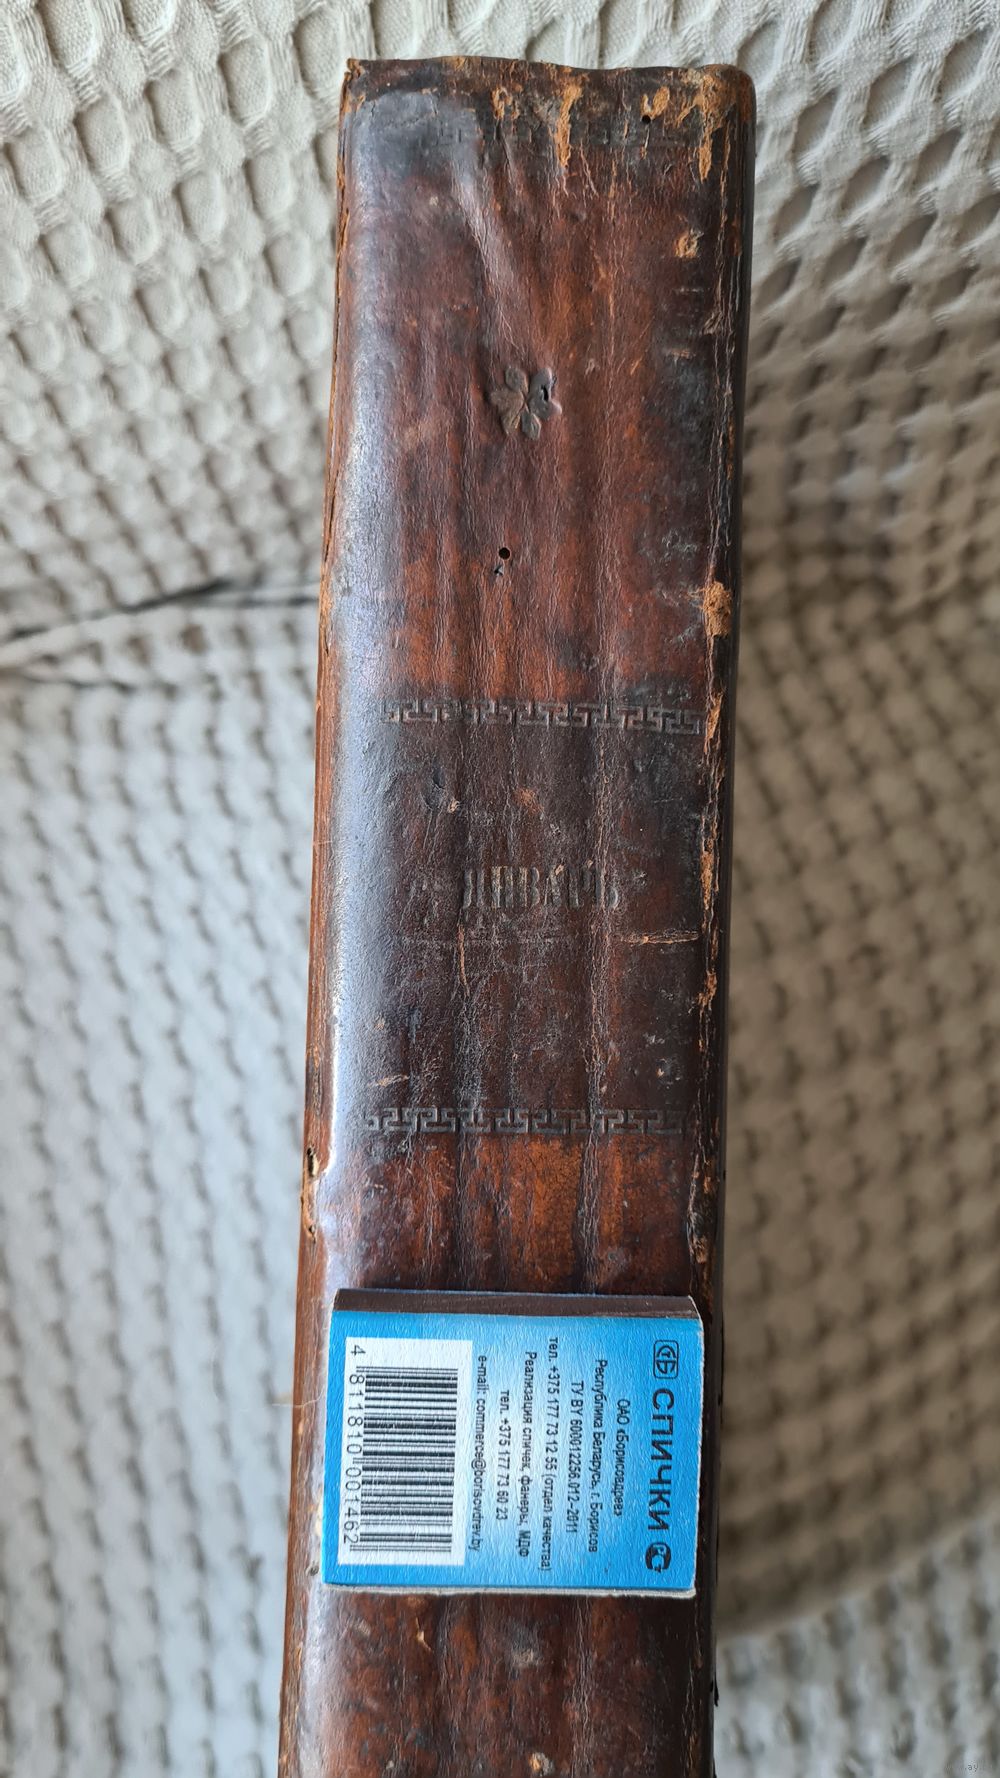 ЯНВАРЬ
СПИЧКИ
ОАО «Борисовдрев»
Республика Беларусь, г. Борисов
ТУ BY 600012256.012-2011
тел. +375 177 73 12 55 (отдел качества)
Реализация спичек, фанеры, МДФ
тел. +375 177 73 60 23
e-mail: commerce@borisovdrev.by
4 811810 001462